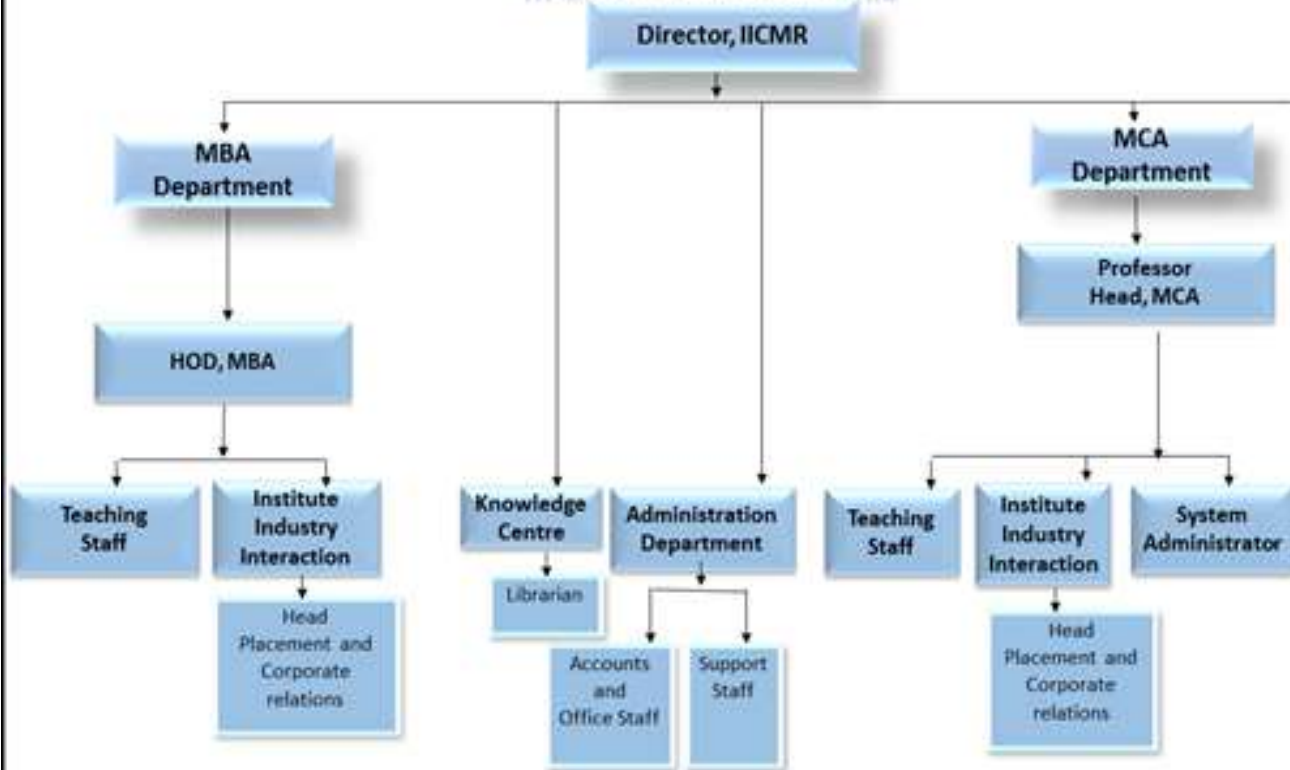 Director, IICMR
MBA
Department
MCA
Department
Professor
Head, MCA
HOD, MBA
Teaching
Staff
Institute
Industry
Interaction
Knowledge
Centre
Administration
Department
Teaching
Staff
Institute
Industry
Interaction
System
Administrator
Librarian
Head
Placement and
Corporate
relations
Accounts
and
Office Staff
Support
Staff
Head
Placement and
Corporate
relations